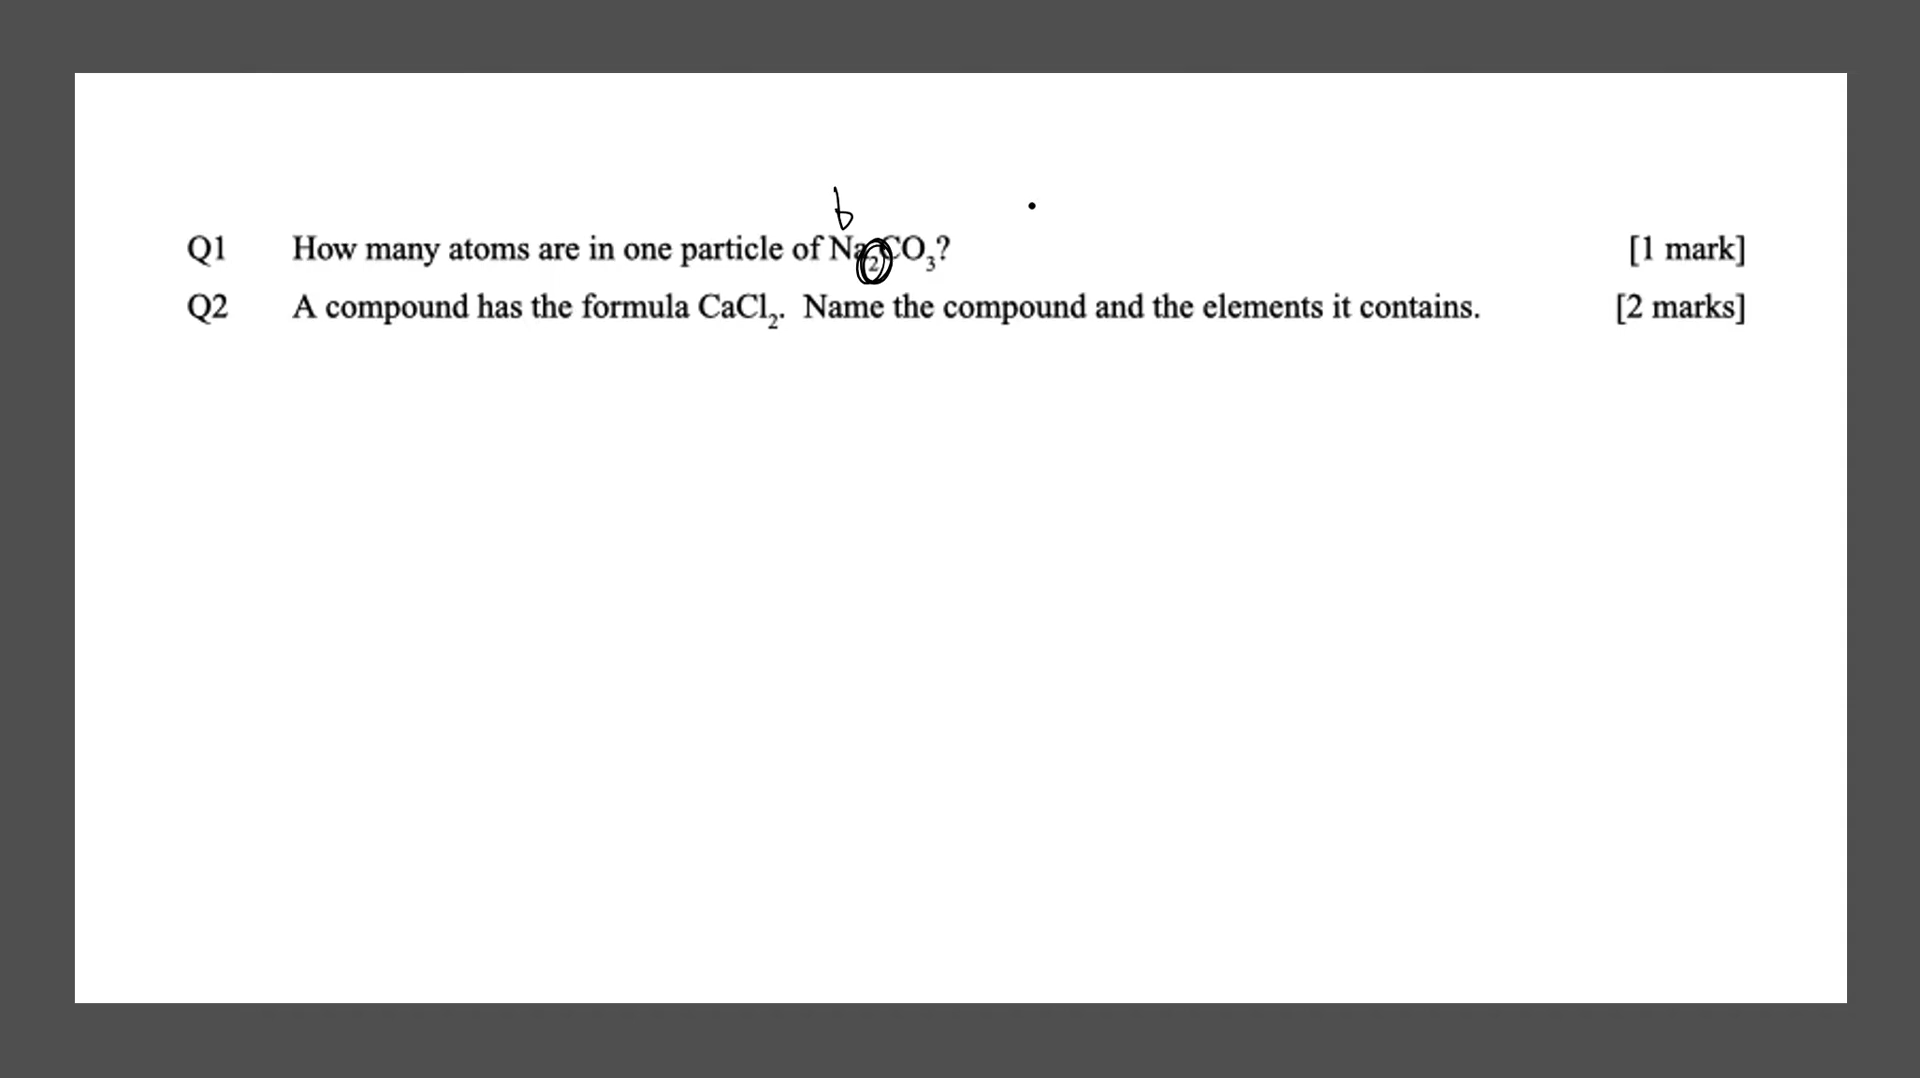 b
Q1 How many atoms are in one particle of Na₂CO₃? [1 mark]
Q2 A compound has the formula CaCl₂. Name the compound and the elements it contains. [2 marks]